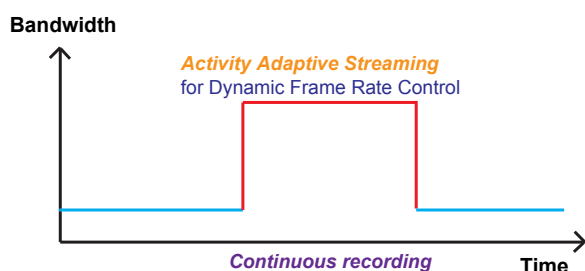 Bandwidth
Activity Adaptive Streaming
for Dynamic Frame Rate Control
Continuous recording
Time